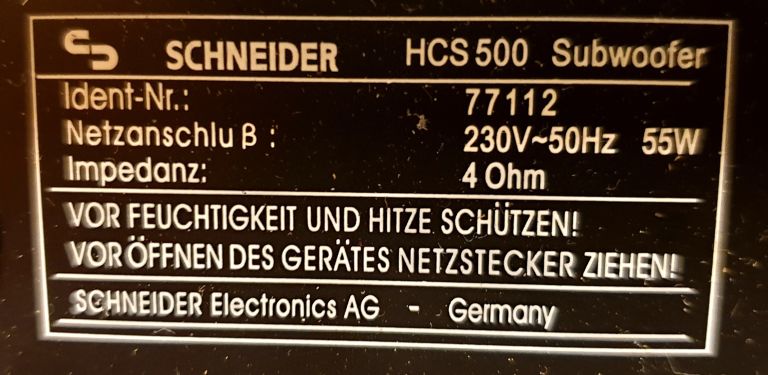 SCHNEIDER HCS 500 Subwoofer
Ident-Nr.: 77112
Netzanschluß: 230V~50Hz 55W
Impedanz: 4 Ohm
VOR FEUCHTIGKEIT UND HITZE SCHÜTZEN!
VOR ÖFFNEN DES GERÄTES NETZSTECKER ZIEHEN!
SCHNEIDER Electronics AG - Germany